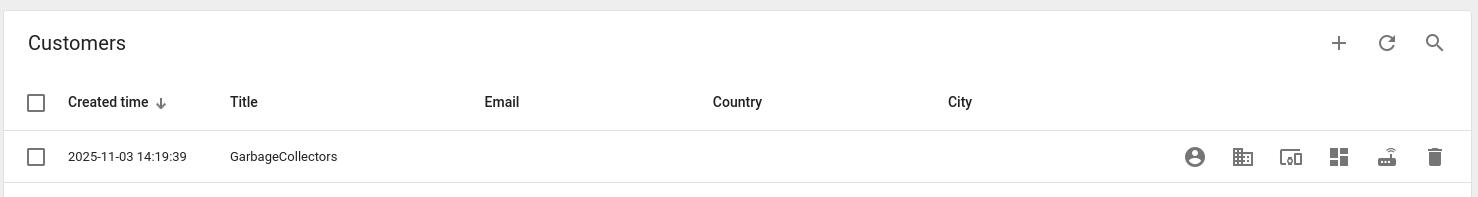 Customers
Created time Title Email Country City
2025-11-03 14:19:39 GarbageCollectors